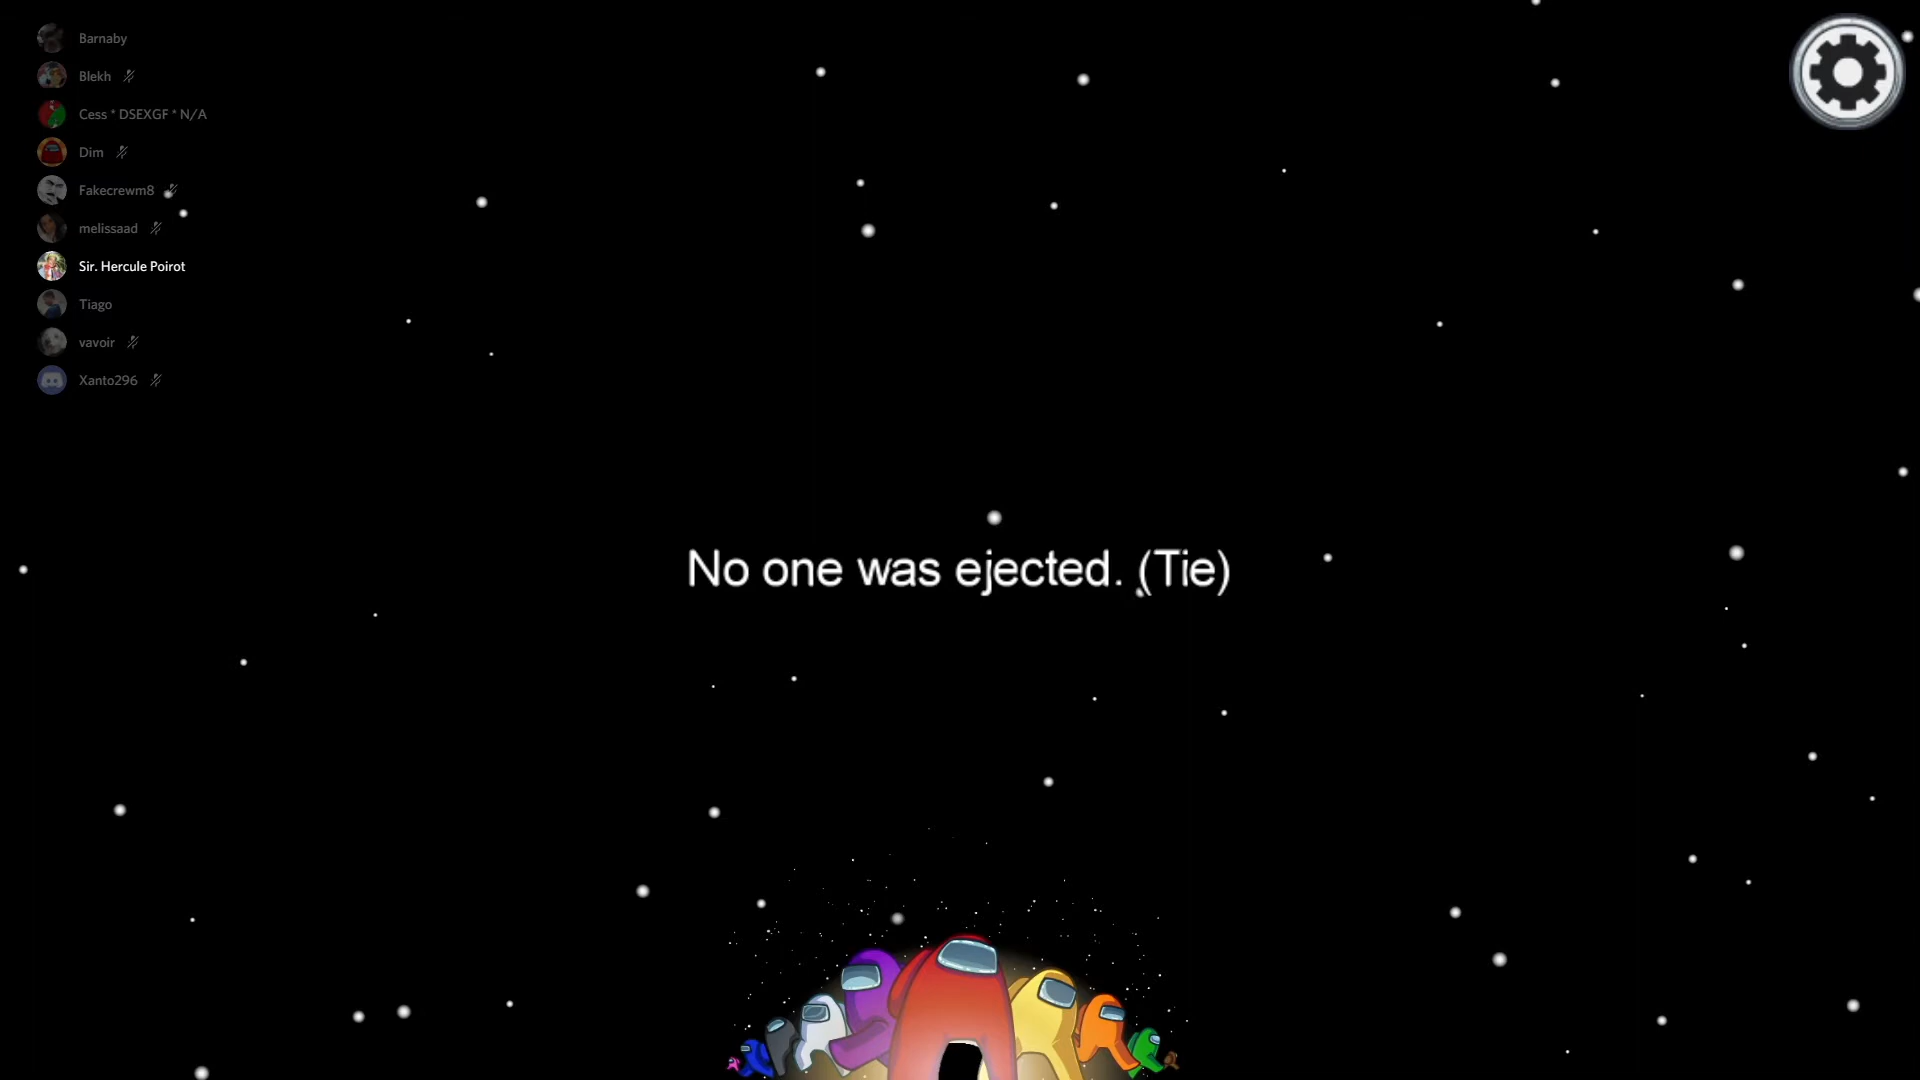 Barnaby
Blekh
Cess * DSEXGF * N/A
Dim
Fakecrewm8
melissaad
Sir. Hercule Poirot
Tiago
vavoir
Xanto296
No one was ejected. (Tie)